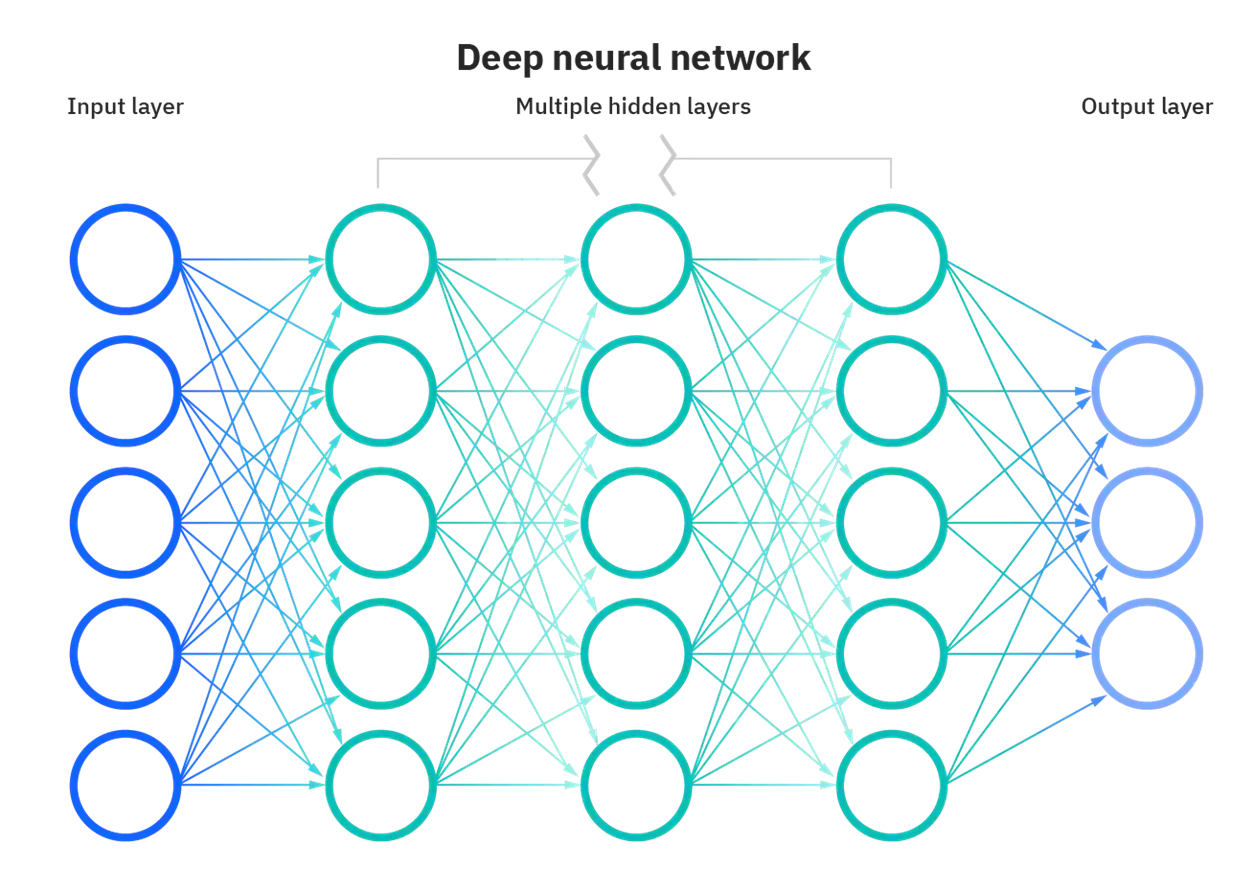 Deep neural network
Input layer
Multiple hidden layers
Output layer